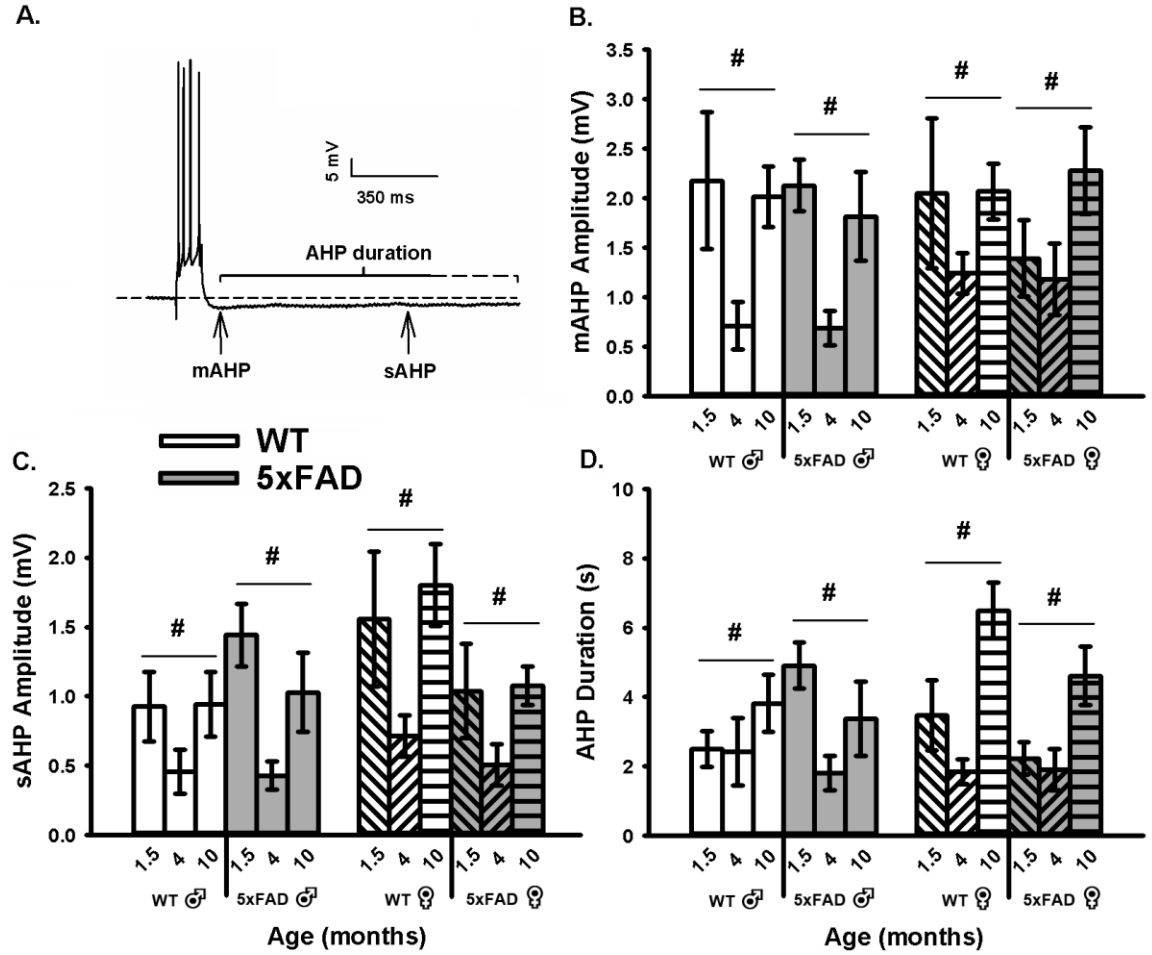 A.
5 mV
350 ms
AHP duration
mAHP
sAHP
B.
mAHP Amplitude (mV)
3.5
3.0
2.5
2.0
1.5
1.0
0.5
0.0
# # # #
1.5 4 10 1.5 4 10 1.5 4 10 1.5 4 10
WT ♂ 5xFAD ♂ WT ♀ 5xFAD ♀
WT
5xFAD
C.
sAHP Amplitude (mV)
2.5
2.0
1.5
1.0
0.5
0.0
# # # #
1.5 4 10 1.5 4 10 1.5 4 10 1.5 4 10
WT ♂ 5xFAD ♂ WT ♀ 5xFAD ♀
Age (months)
D.
AHP Duration (s)
10
8
6
4
2
0
# # # #
1.5 4 10 1.5 4 10 1.5 4 10 1.5 4 10
WT ♂ 5xFAD ♂ WT ♀ 5xFAD ♀
Age (months)